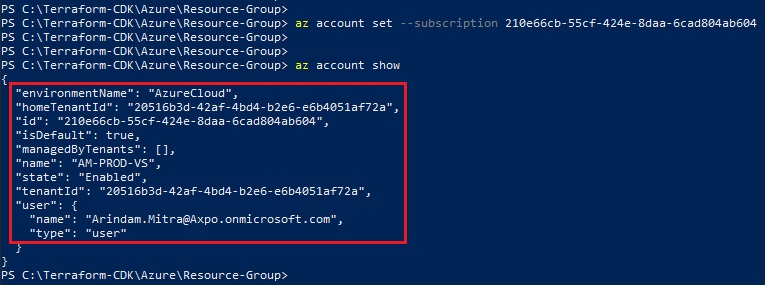 PS C:\Terraform-CDK\Azure\Resource-Group>
PS C:\Terraform-CDK\Azure\Resource-Group> az account set --subscription 210e66cb-55cf-424e-8daa-6cad804ab604
PS C:\Terraform-CDK\Azure\Resource-Group>
PS C:\Terraform-CDK\Azure\Resource-Group>
PS C:\Terraform-CDK\Azure\Resource-Group> az account show
{
  "environmentName": "AzureCloud",
  "homeTenantId": "20516b3d-42af-4bd4-b2e6-e6b4051af72a",
  "id": "210e66cb-55cf-424e-8daa-6cad804ab604",
  "isDefault": true,
  "managedByTenants": [],
  "name": "AM-PROD-VS",
  "state": "Enabled",
  "tenantId": "20516b3d-42af-4bd4-b2e6-e6b4051af72a",
  "user": {
    "name": "Arindam.Mitra@Axpo.onmicrosoft.com",
    "type": "user"
  }
}
PS C:\Terraform-CDK\Azure\Resource-Group>